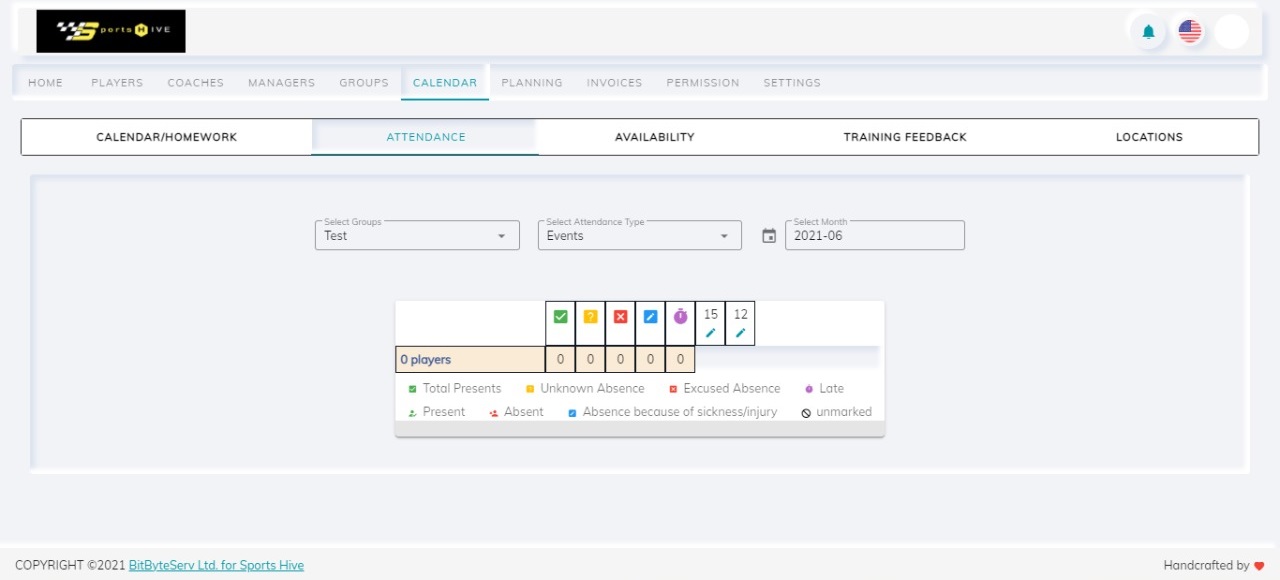 Sports HIVE
HOME PLAYERS COACHES MANAGERS GROUPS CALENDAR PLANNING INVOICES PERMISSION SETTINGS
CALENDAR/HOMEWORK ATTENDANCE AVAILABILITY TRAINING FEEDBACK LOCATIONS
Select Groups Select Attendance Type Select Month
Test Events 2021-06
? 15 12
0 players 0 0 0 0 0
Total Presents Unknown Absence Excused Absence Late
Present Absent Absence because of sickness/injury unmarked
COPYRIGHT ©2021 BitByteServ Ltd. for Sports Hive Handcrafted by